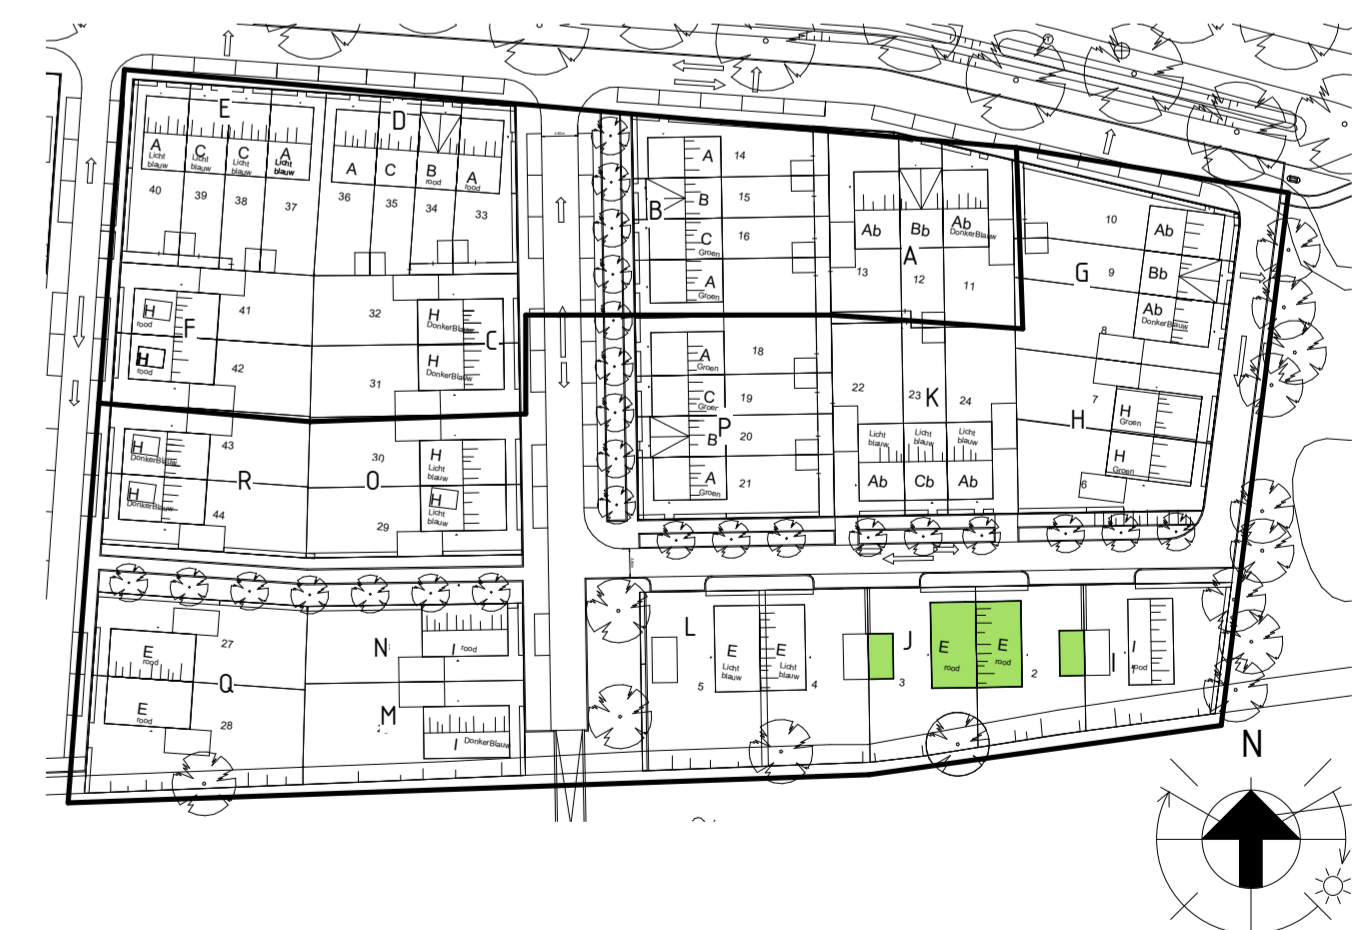 E
D
A
Licht
blauw
C
Licht
blauw
C
Licht
blauw
A
Licht
blauw
A
C
B
rood
A
rood
40
39
38
37
36
35
34
33
A
14
B
B
15
C
Groen
16
A
Groen
Ab
Bb
Ab
DonkerBlauw
A
13
12
11
10
Ab
G
9
Bb
Ab
DonkerBlauw
8
H
rood
F
41
H
rood
42
32
H
DonkerBlauw
C
31
H
DonkerBlauw
A
Groen
18
C
Groen
19
P
B
20
A
Groen
21
22
23
K
24
Licht
blauw
Licht
blauw
Licht
blauw
Ab
Cb
Ab
7
H
Groen
H
H
Groen
6
H
DonkerBlauw
43
R
H
DonkerBlauw
44
30
O
H
Licht
blauw
29
H
Licht
blauw
27
E
rood
Q
E
rood
28
N
I rood
M
I DonkerBlauw
L
E
Licht
blauw
E
Licht
blauw
5
4
J
E
rood
E
rood
3
2
I
I
rood
N